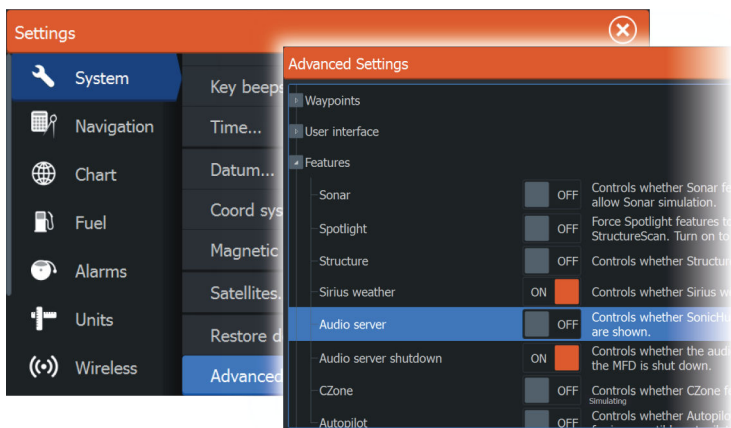 Settings
System
Navigation
Chart
Fuel
Alarms
Units
Wireless
Key beeps
Time...
Datum...
Coord sys
Magnetic
Satellites.
Restore d
Advanced
Advanced Settings
Waypoints
User interface
Features
Sonar OFF Controls whether Sonar fe
allow Sonar simulation.
Spotlight OFF Force Spotlight features to
StructureScan. Turn on to
Structure OFF Controls whether Structur
Sirius weather ON Controls whether Sirius we
Audio server OFF Controls whether SonicHu
are shown.
Audio server shutdown ON Controls whether the audi
the MFD is shut down.
CZone OFF Controls whether CZone f
Simulating
Autopilot OFF Controls whether Autopilo